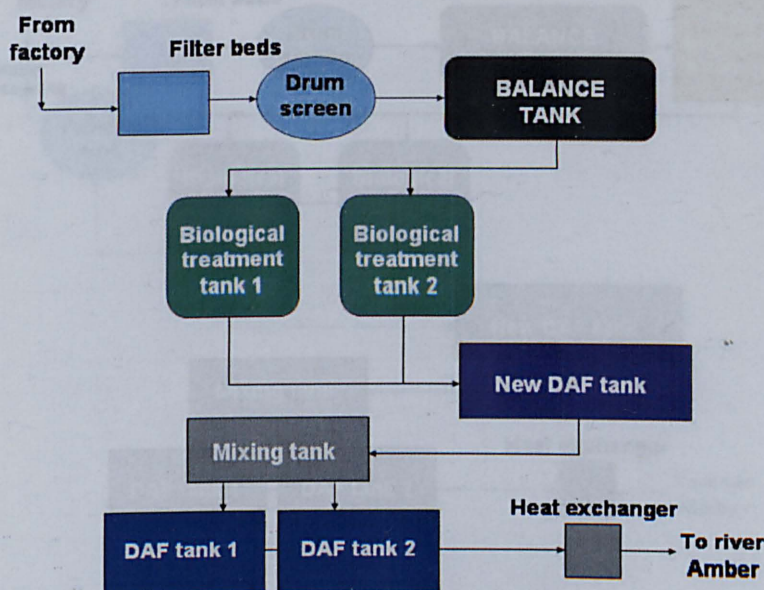 From
factory
Filter beds
Drum
screen
BALANCE
TANK
Biological
treatment
tank 1
Biological
treatment
tank 2
New DAF tank
Mixing tank
DAF tank 1
DAF tank 2
Heat exchanger
To river
Amber